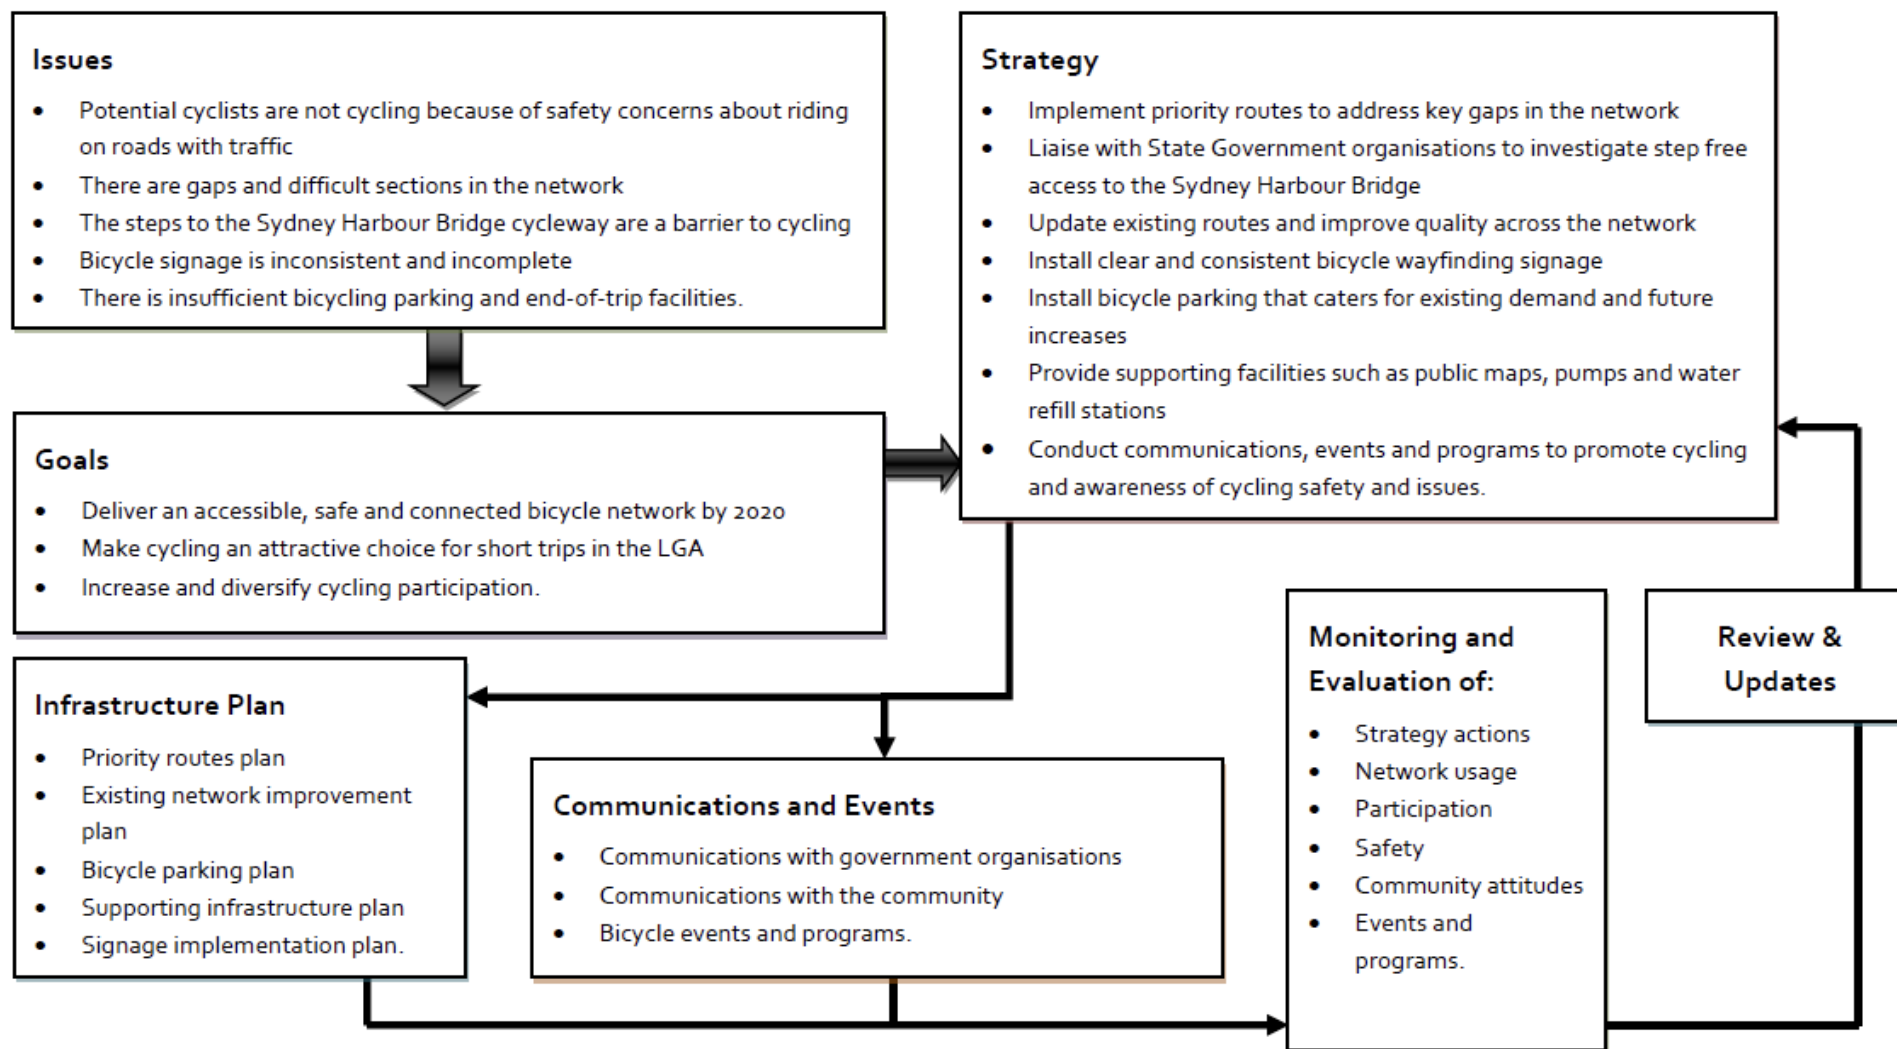 Issues
• Potential cyclists are not cycling because of safety concerns about riding
on roads with traffic
• There are gaps and difficult sections in the network
• The steps to the Sydney Harbour Bridge cycleway are a barrier to cycling
• Bicycle signage is inconsistent and incomplete
• There is insufficient bicycling parking and end-of-trip facilities.
Goals
• Deliver an accessible, safe and connected bicycle network by 2020
• Make cycling an attractive choice for short trips in the LGA
• Increase and diversify cycling participation.
Strategy
• Implement priority routes to address key gaps in the network
• Liaise with State Government organisations to investigate step free
access to the Sydney Harbour Bridge
• Update existing routes and improve quality across the network
• Install clear and consistent bicycle wayfinding signage
• Install bicycle parking that caters for existing demand and future
increases
• Provide supporting facilities such as public maps, pumps and water
refill stations
• Conduct communications, events and programs to promote cycling
and awareness of cycling safety and issues.
Infrastructure Plan
• Priority routes plan
• Existing network improvement
plan
• Bicycle parking plan
• Supporting infrastructure plan
• Signage implementation plan.
Communications and Events
• Communications with government organisations
• Communications with the community
• Bicycle events and programs.
Monitoring and
Evaluation of:
• Strategy actions
• Network usage
• Participation
• Safety
• Community attitudes
• Events and
programs.
Review &
Updates